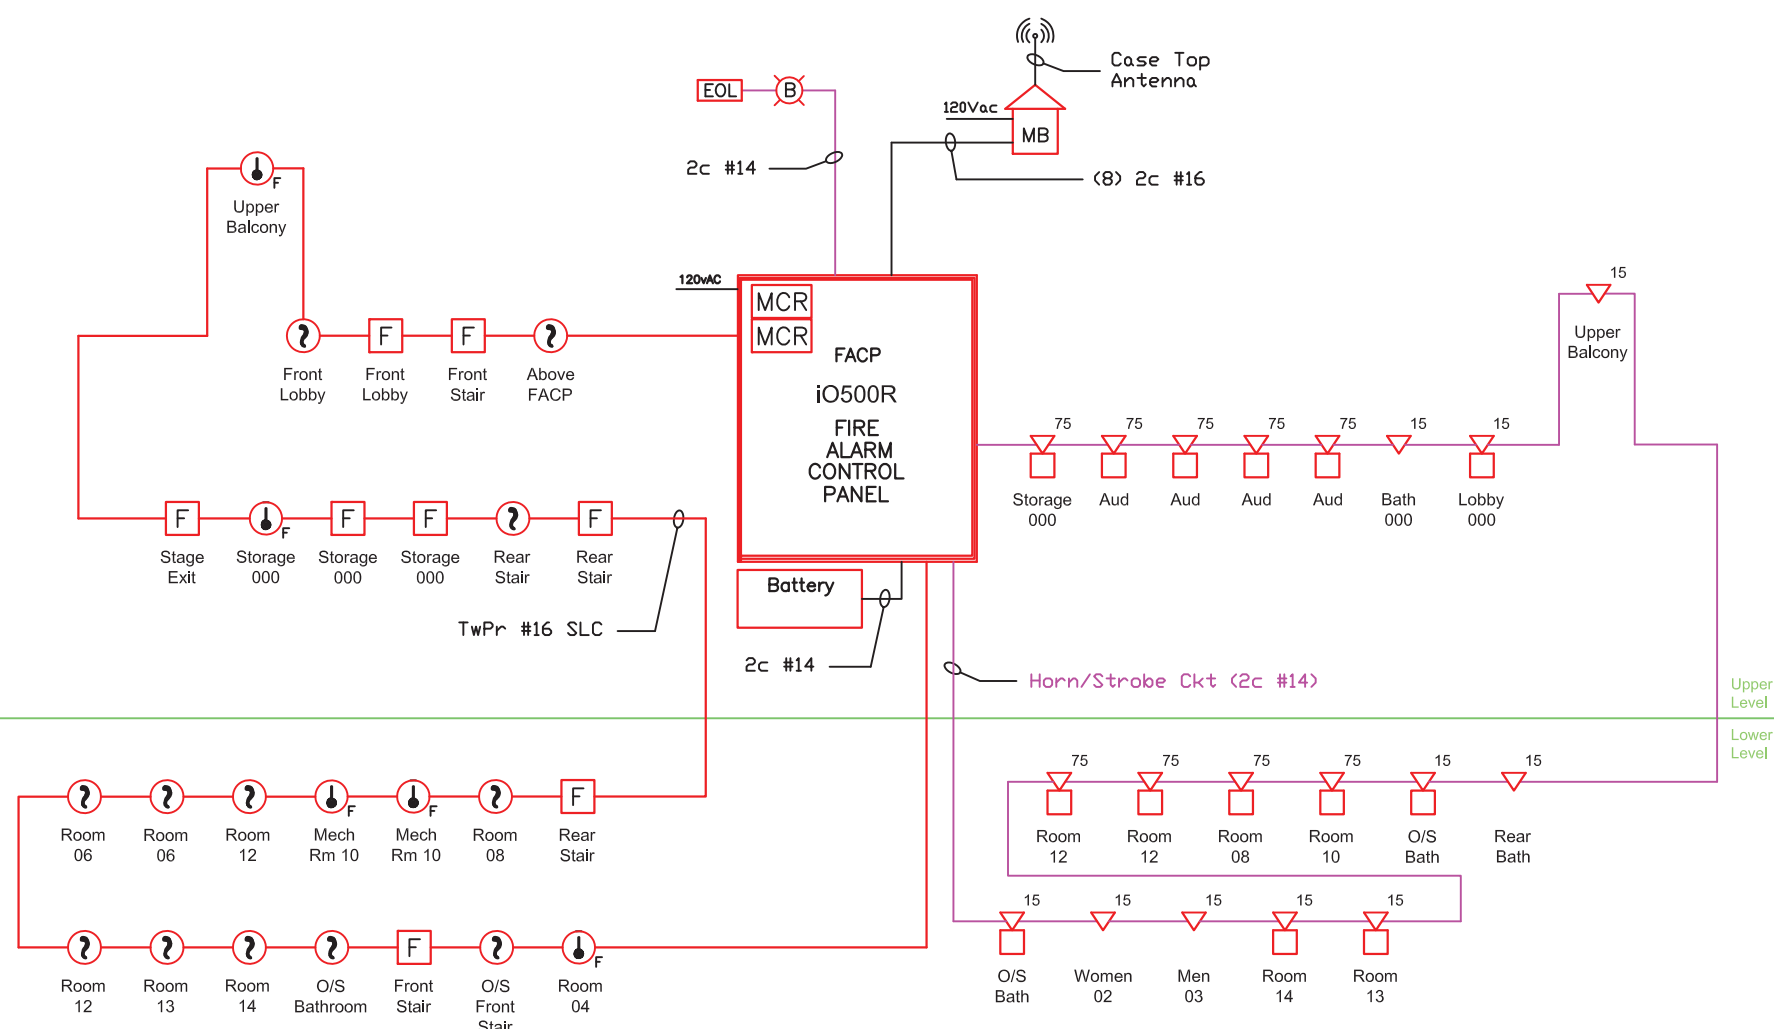 Case Top
Antenna
EOL
B
120Vac
MB
2c #14
(8) 2c #16
F
Upper
Balcony
15
120vAC
MCR
MCR
FACP
iO500R
FIRE
ALARM
CONTROL
PANEL
Upper
Balcony
F
F
Front
Lobby
Front
Lobby
Front
Stair
Above
FACP
75
75
75
75
75
15
15
Storage
000
Aud
Aud
Aud
Aud
Bath
000
Lobby
000
F
F
F
F
F
Stage
Exit
Storage
000
Storage
000
Storage
000
Rear
Stair
Rear
Stair
Battery
TwPr #16 SLC
2c #14
Horn/Strobe Ckt (2c #14)
Upper
Level
Lower
Level
F
F
F
Room
06
Room
06
Room
12
Mech
Rm 10
Mech
Rm 10
Room
08
Rear
Stair
75
75
75
75
15
15
Room
12
Room
12
Room
08
Room
10
O/S
Bath
Rear
Bath
F
F
Room
12
Room
13
Room
14
O/S
Bathroom
Front
Stair
O/S
Front
Stair
Room
04
15
15
15
15
15
O/S
Bath
Women
02
Men
03
Room
14
Room
13